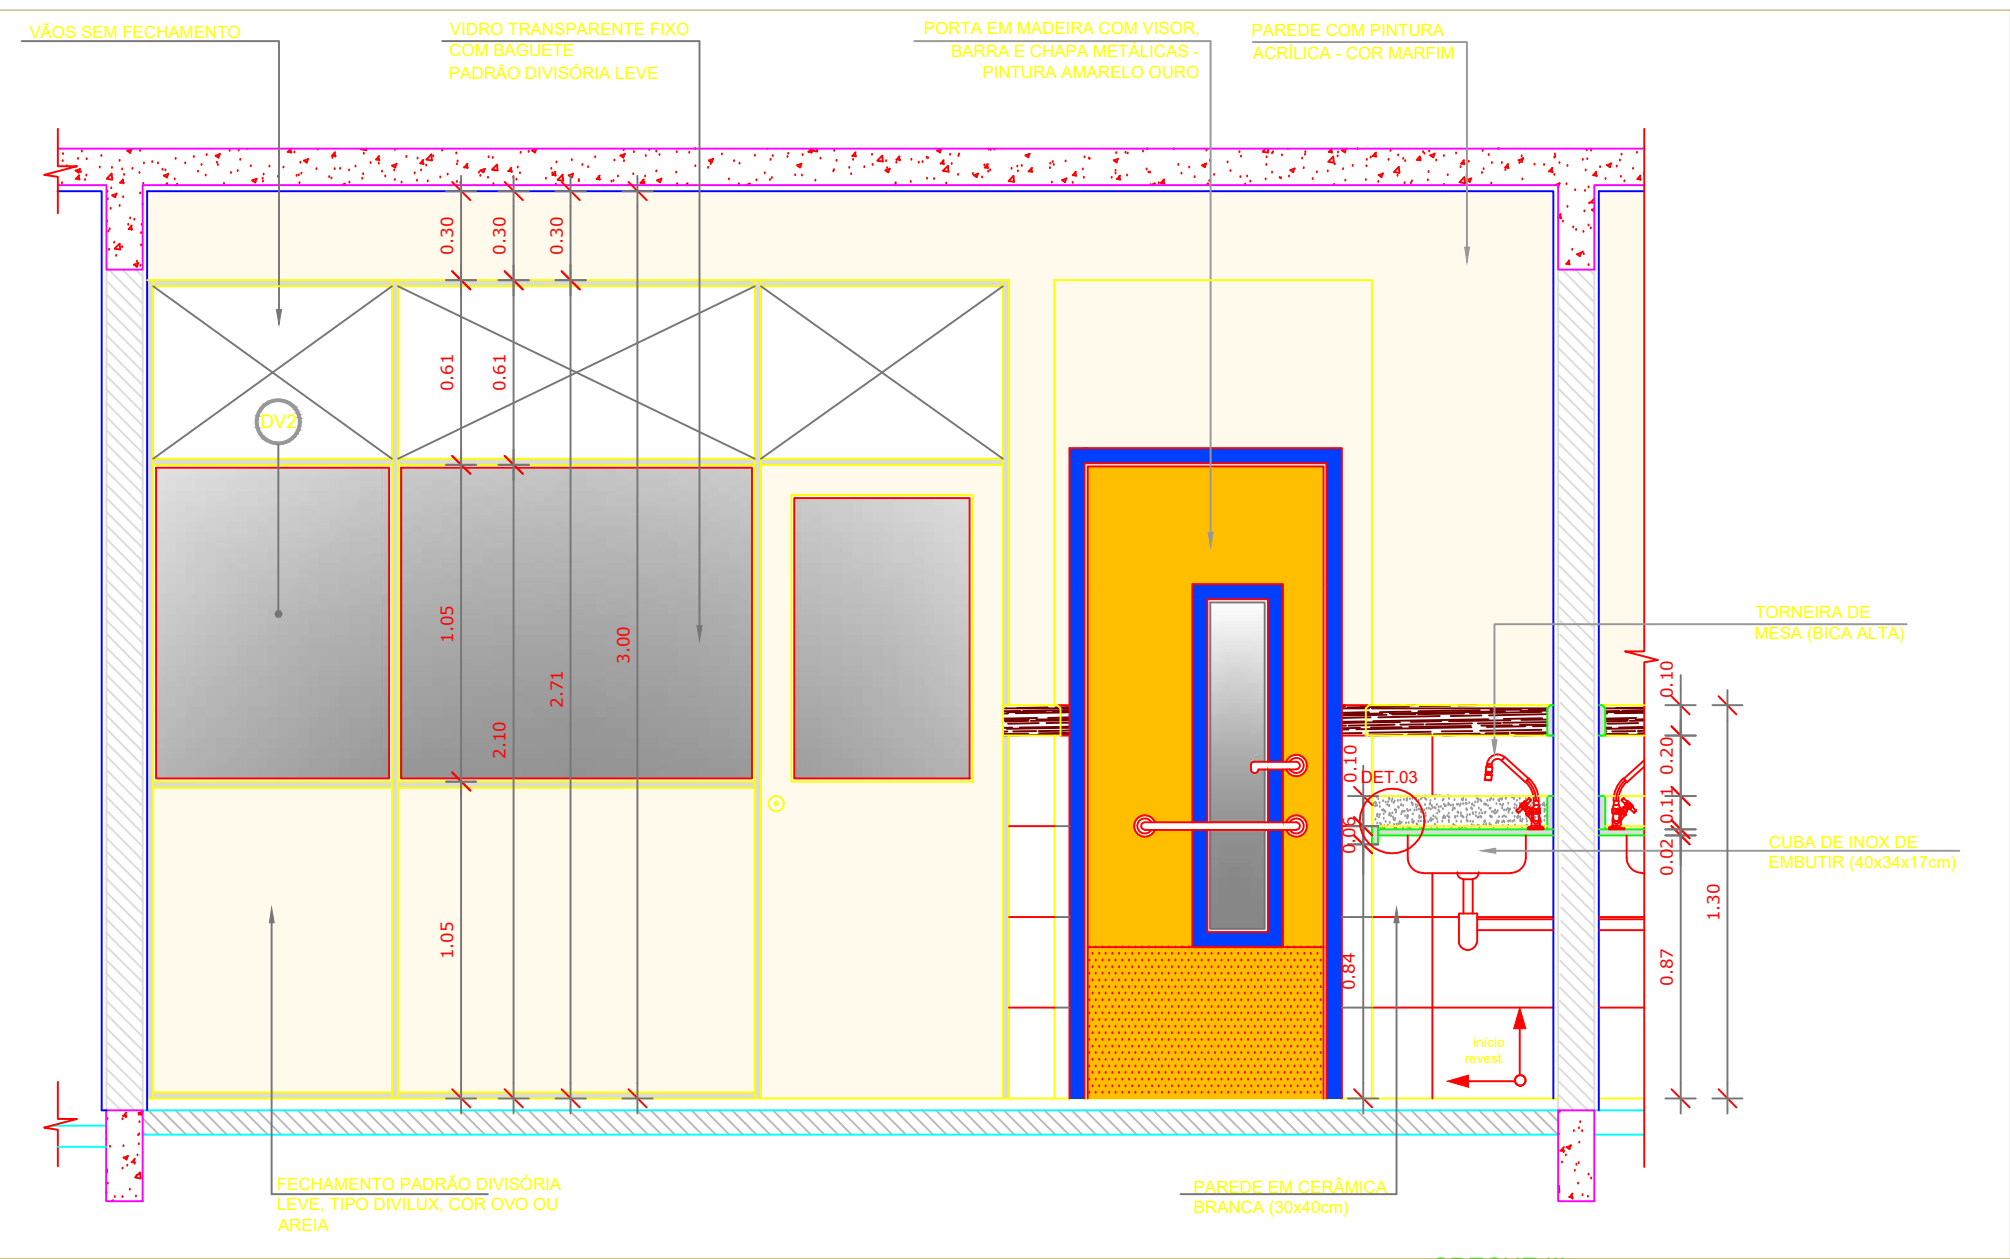 VÃOS SEM FECHAMENTO
VIDRO TRANSPARENTE FIXO
COM BAGUETE
PADRÃO DIVISÓRIA LEVE
PORTA EM MADEIRA COM VISOR,
BARRA E CHAPA METÁLICAS -
PINTURA AMARELO OURO
PAREDE COM PINTURA
ACRÍLICA - COR MARFIM
0.30
0.30
0.30
0.61
0.61
DV2
1.05
3.00
2.71
2.10
1.05
TORNEIRA DE
MESA (BICA ALTA)
0.10
0.20
0.11
0.02
0.87
1.30
0.10
DET.03
0.06
0.84
CUBA DE INOX DE
EMBUTIR (40x34x17cm)
início
revest.
FECHAMENTO PADRÃO DIVISÓRIA
LEVE, TIPO DIVILUX, COR OVO OU
AREIA
PAREDE EM CERÂMICA
BRANCA (30x40cm)